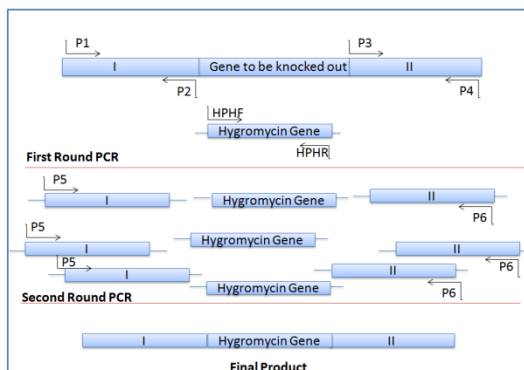 P1
P3
I
Gene to be knocked out
II
P2
P4
HPHF
Hygromycin Gene
HPHR
First Round PCR
P5
I
Hygromycin Gene
II
P6
P5
I
Hygromycin Gene
II
P6
P5
I
II
Hygromycin Gene
P6
Second Round PCR
I
Hygromycin Gene
II
Final Product